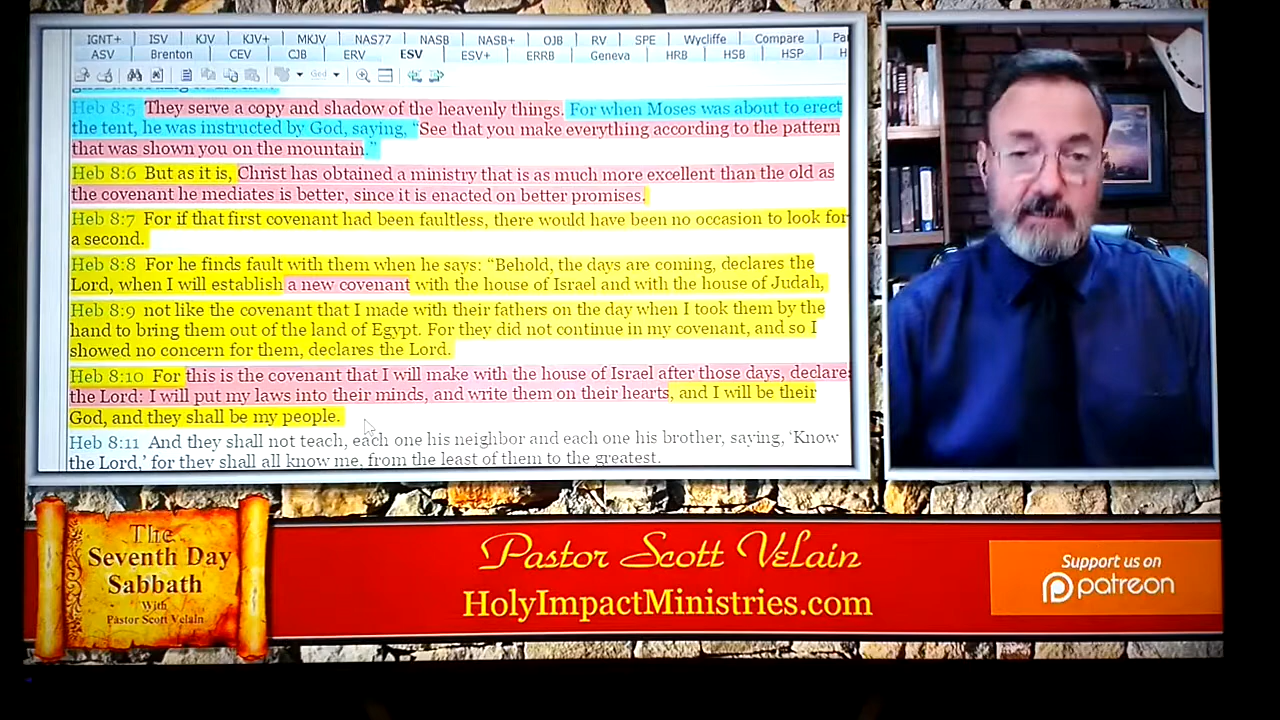 IGNT+ ISV KJV KJV+ MKJV NAS77 NASB NASB+ OJB RV SPE Wycliffe Compare
ASV Brenton CEV CJB ERV ESV ESV+ ERRB Geneva HRB HSB HSP
Heb 8:5 They serve a copy and shadow of the heavenly things. For when Moses was about to erect
the tent, he was instructed by God, saying, “See that you make everything according to the pattern
that was shown you on the mountain.”
Heb 8:6 But as it is, Christ has obtained a ministry that is as much more excellent than the old as
the covenant he mediates is better, since it is enacted on better promises.
Heb 8:7 For if that first covenant had been faultless, there would have been no occasion to look for
a second.
Heb 8:8 For he finds fault with them when he says: “Behold, the days are coming, declares the
Lord, when I will establish a new covenant with the house of Israel and with the house of Judah,
Heb 8:9 not like the covenant that I made with their fathers on the day when I took them by the
hand to bring them out of the land of Egypt. For they did not continue in my covenant, and so I
showed no concern for them, declares the Lord.
Heb 8:10 For this is the covenant that I will make with the house of Israel after those days, declares
the Lord: I will put my laws into their minds, and write them on their hearts, and I will be their
God, and they shall be my people.
Heb 8:11 And they shall not teach, each one his neighbor and each one his brother, saying, ‘Know
the Lord,’ for they shall all know me, from the least of them to the greatest.
The
Seventh Day
Sabbath
With
Pastor Scott Velain
Pastor Scott Velain
HolyImpactMinistries.com
Support us on
patreon